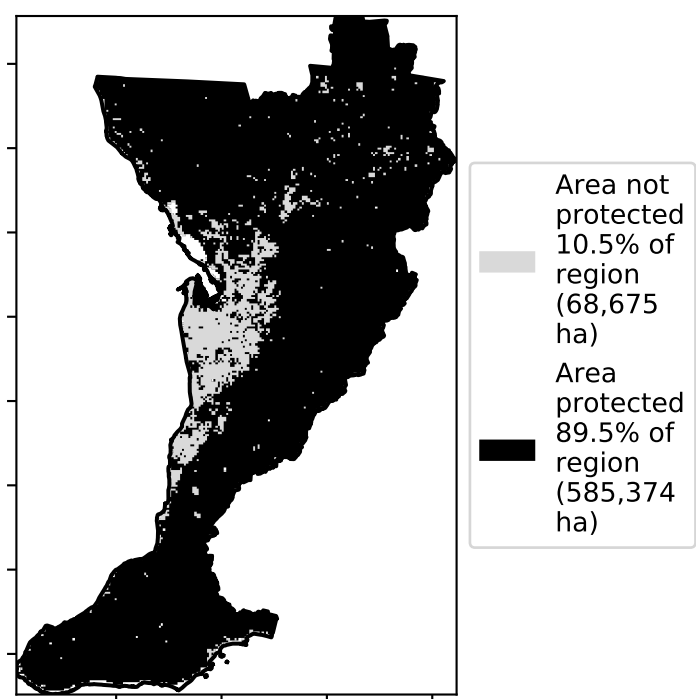 Area not
protected
10.5% of
region
(68,675
ha)
Area
protected
89.5% of
region
(585,374
ha)